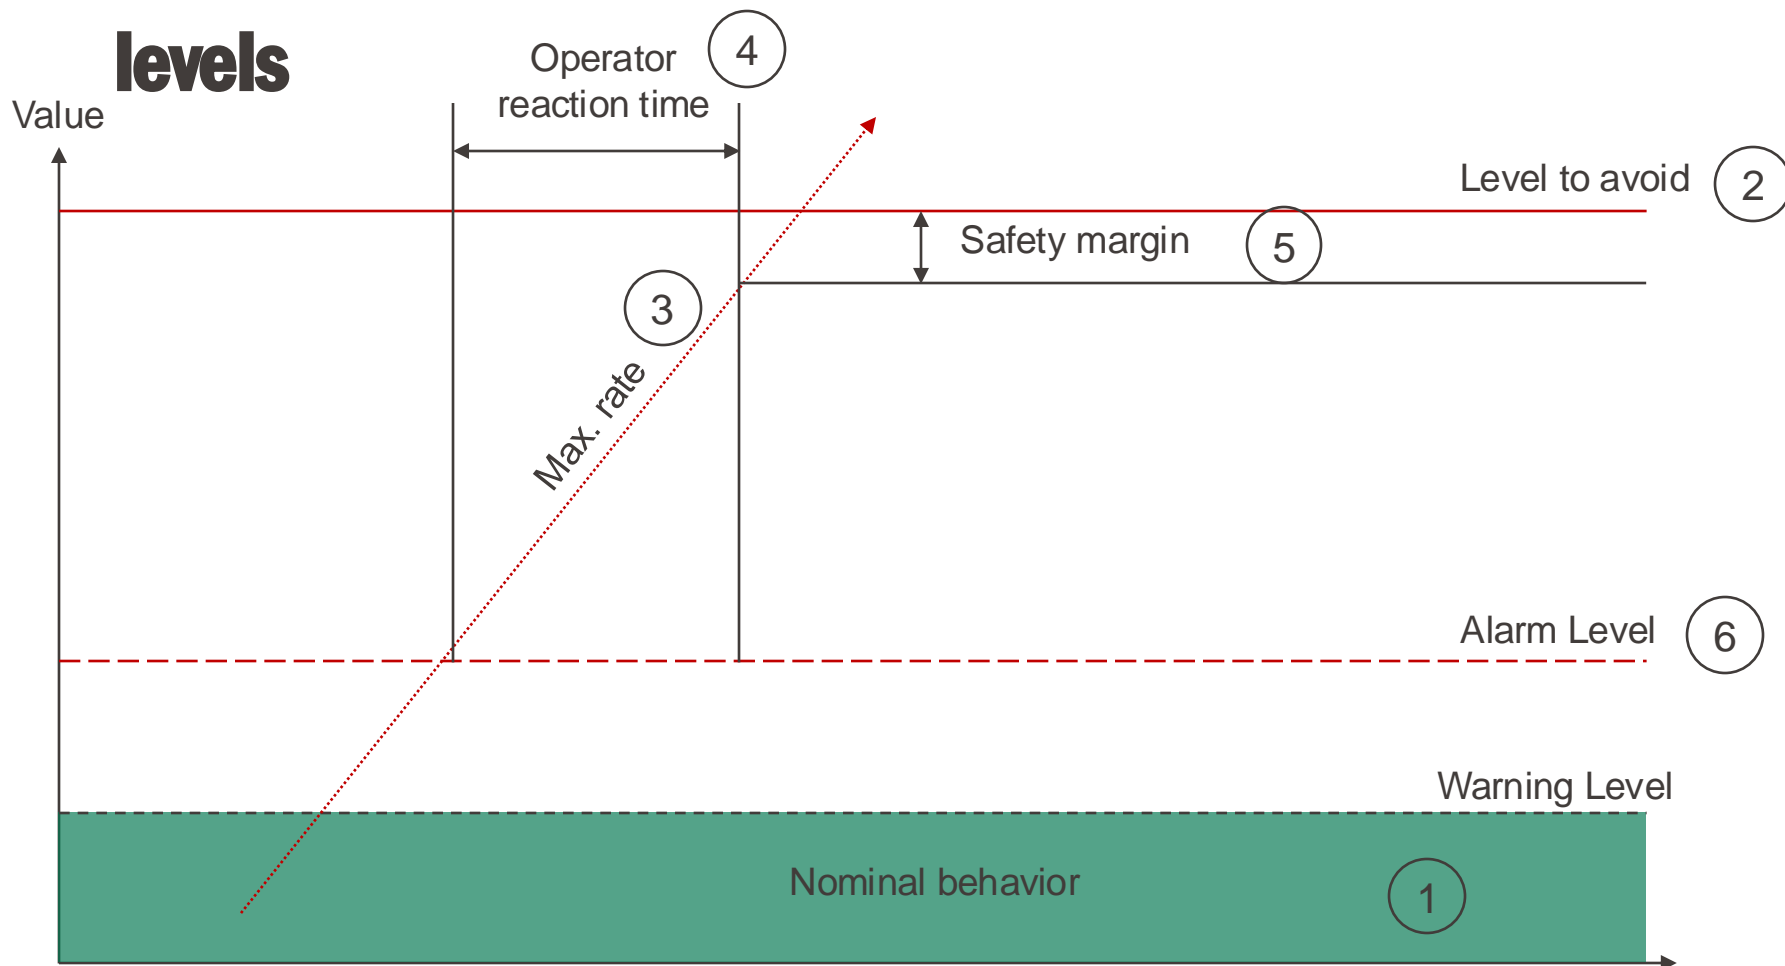 levels
Value
Operator
reaction time
4
Level to avoid
2
Safety margin
5
3
Max. rate
Alarm Level
6
Warning Level
Nominal behavior
1